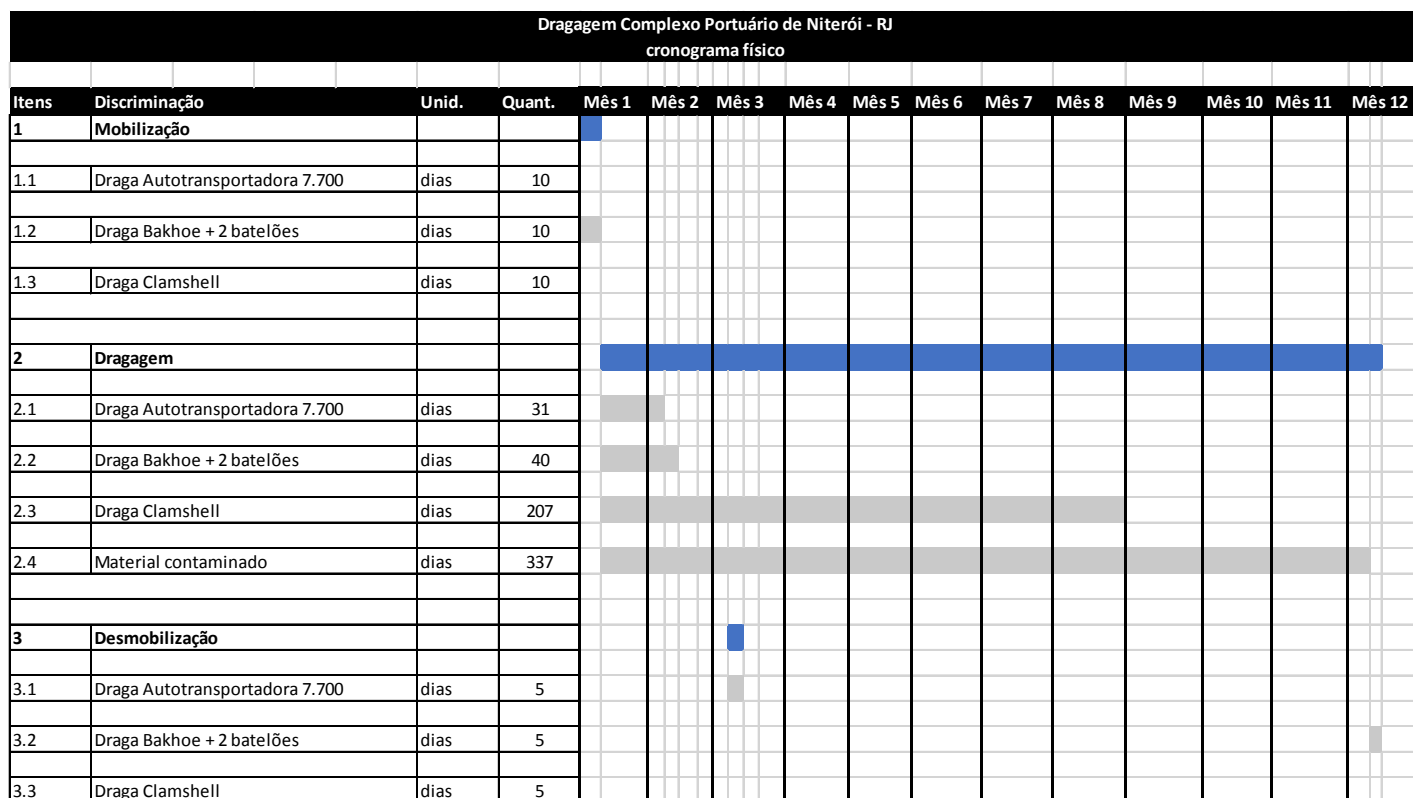 Dragagem Complexo Portuário de Niterói - RJ
cronograma físico
Itens Discriminação Unid. Quant. Mês 1 Mês 2 Mês 3 Mês 4 Mês 5 Mês 6 Mês 7 Mês 8 Mês 9 Mês 10 Mês 11 Mês 12
1 Mobilização
1.1 Draga Autotransportadora 7.700 dias 10
1.2 Draga Bakhoe + 2 batelões dias 10
1.3 Draga Clamshell dias 10
2 Dragagem
2.1 Draga Autotransportadora 7.700 dias 31
2.2 Draga Bakhoe + 2 batelões dias 40
2.3 Draga Clamshell dias 207
2.4 Material contaminado dias 337
3 Desmobilização
3.1 Draga Autotransportadora 7.700 dias 5
3.2 Draga Bakhoe + 2 batelões dias 5
3.3 Draga Clamshell dias 5